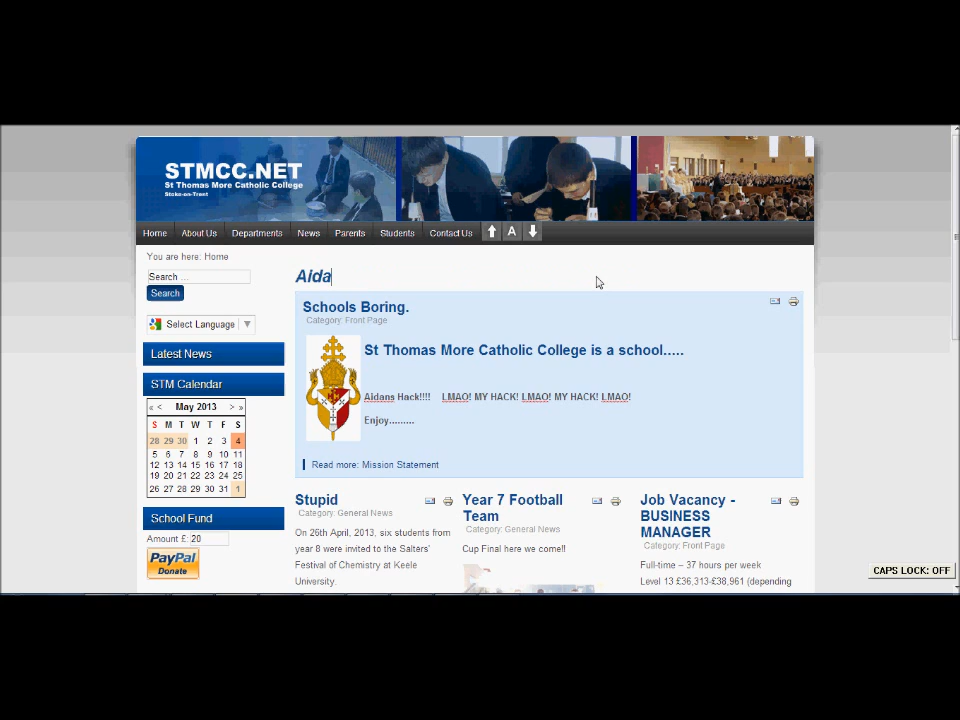 STMCC.NET
St Thomas More Catholic College
Stoke-on-Trent
Home About Us Departments News Parents Students Contact Us A
You are here: Home
Search ...
Search
Select Language
Latest News
STM Calendar
« < May 2013 > »
S M T W T F S
28 29 30 1 2 3 4
5 6 7 8 9 10 11
12 13 14 15 16 17 18
19 20 21 22 23 24 25
26 27 28 29 30 31 1
School Fund
Amount £: 20
PayPal
Donate
Aida
Schools Boring.
Category: Front Page
St Thomas More Catholic College is a school.....
Aidans Hack!!!! LMAO! MY HACK! LMAO! MY HACK! LMAO!
Enjoy.........
Read more: Mission Statement
Stupid
Category: General News
On 26th April, 2013, six students from
year 8 were invited to the Salters'
Festival of Chemistry at Keele
University.
Year 7 Football
Team
Category: General News
Cup Final here we come!!
Job Vacancy -
BUSINESS
MANAGER
Category: Front Page
Full-time – 37 hours per week
Level 13 £36,313-£38,961 (depending
CAPS LOCK: OFF